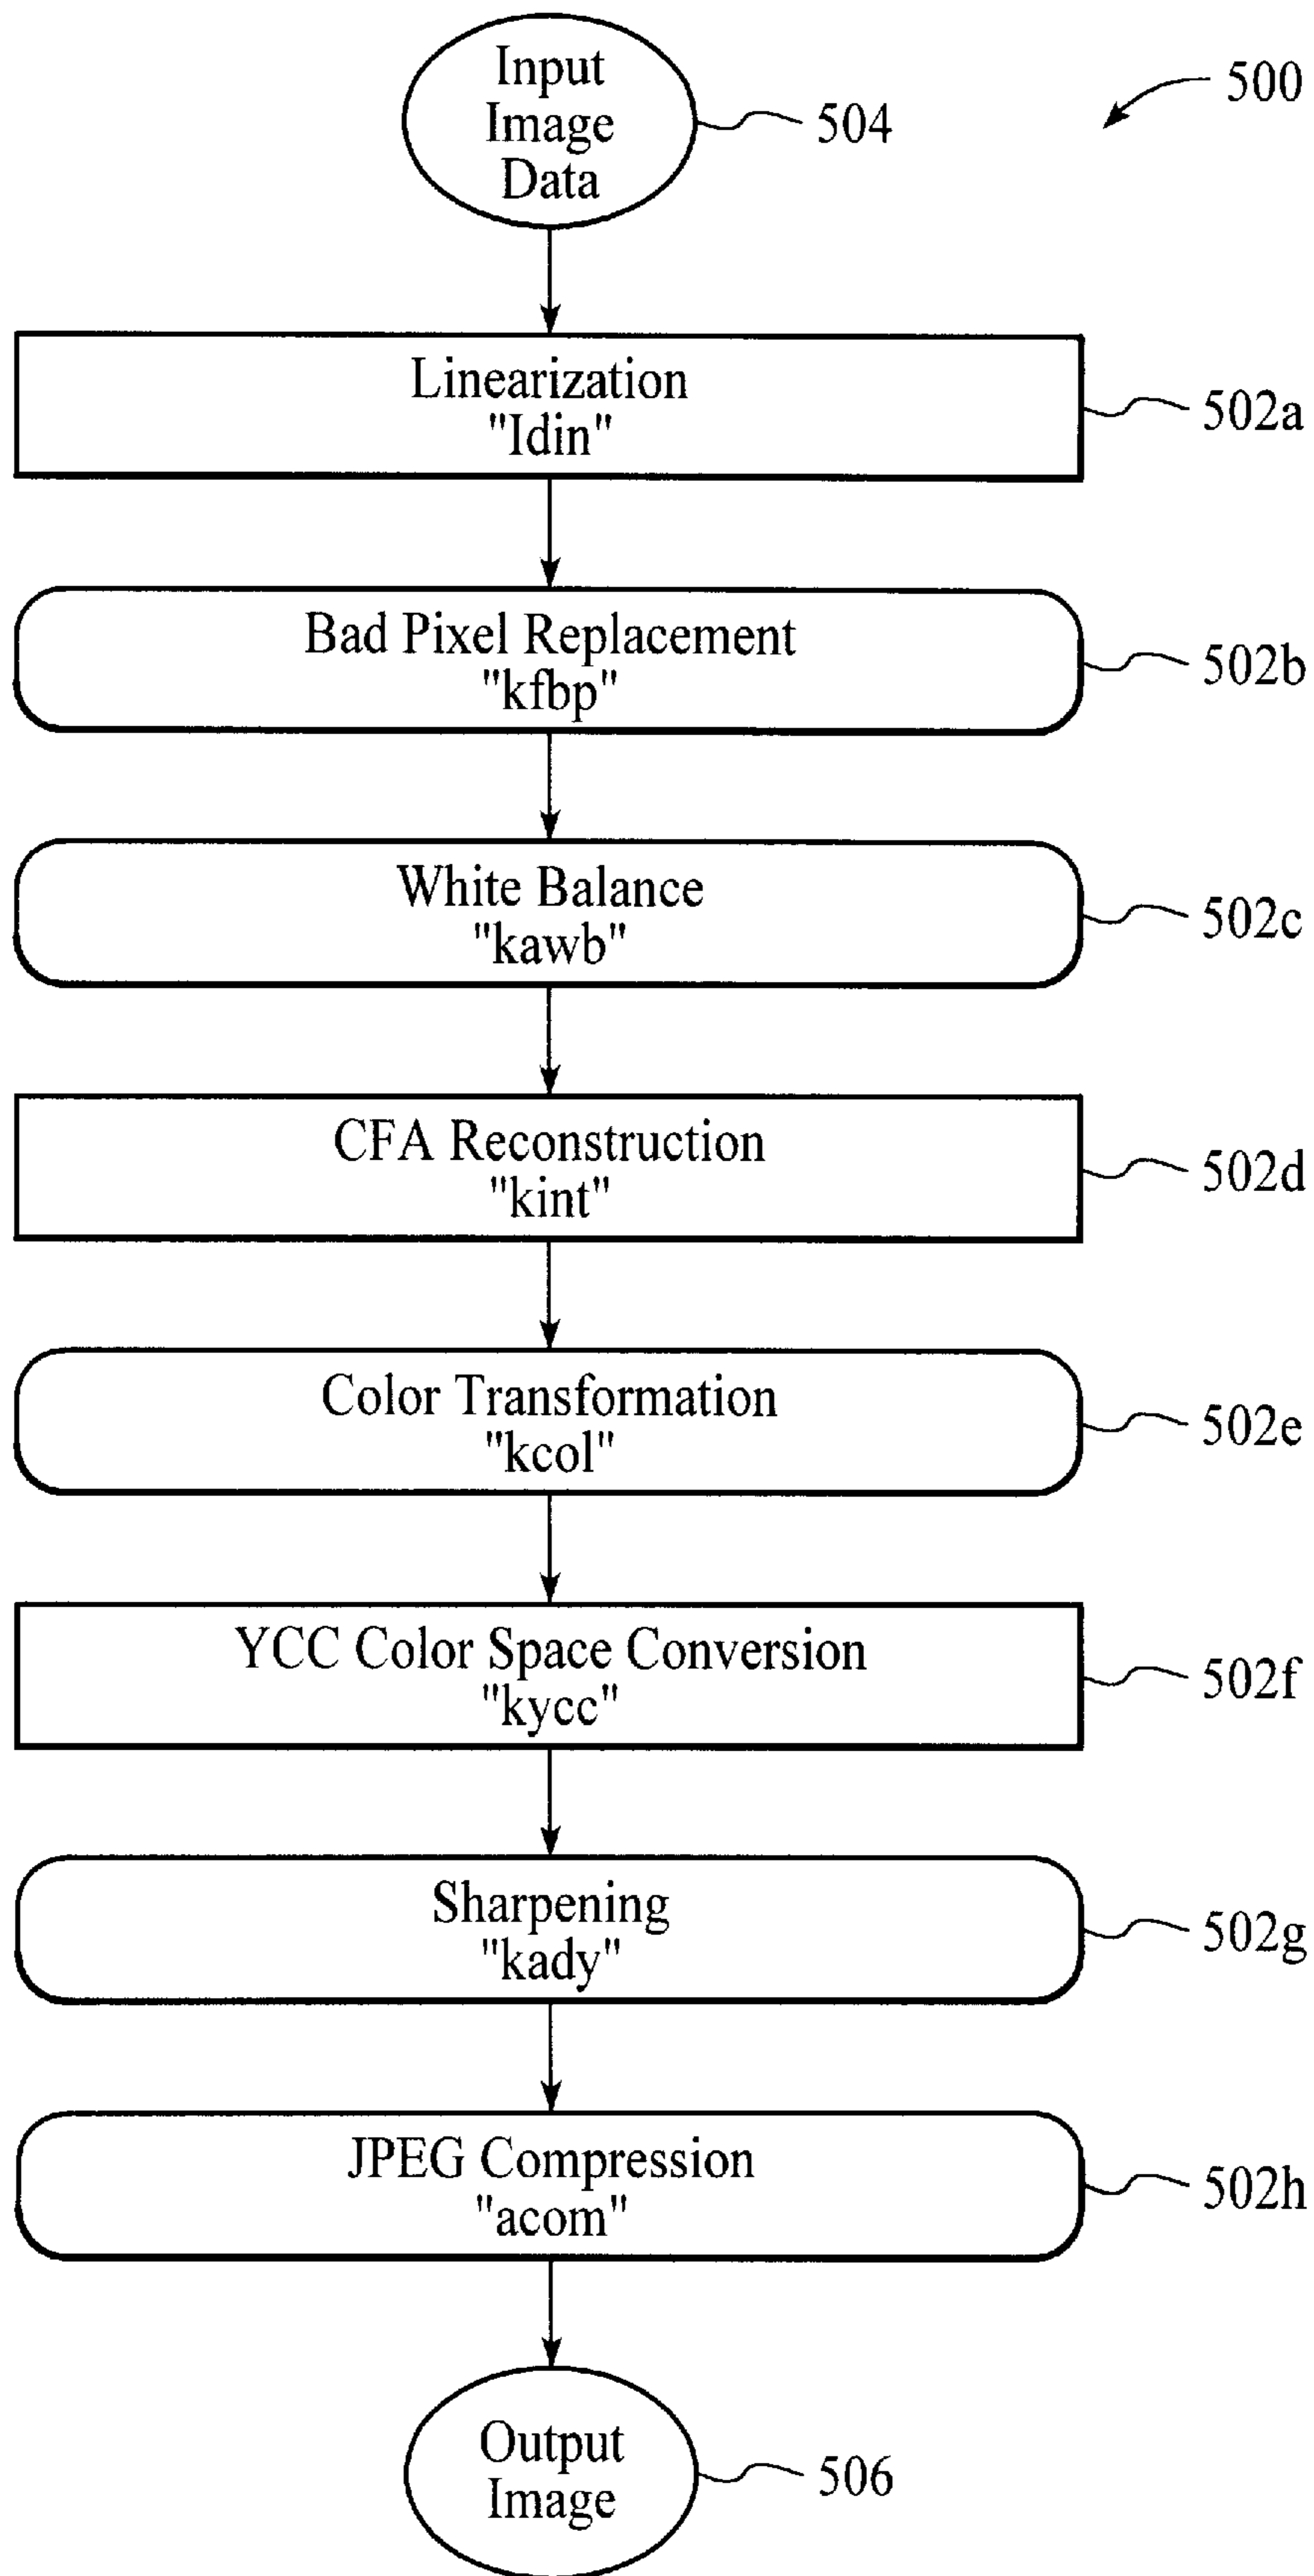 Input
Image
Data
504
500
Linearization
"Idin"
502a
Bad Pixel Replacement
"kfbp"
502b
White Balance
"kawb"
502c
CFA Reconstruction
"kint"
502d
Color Transformation
"kcol"
502e
YCC Color Space Conversion
"kycc"
502f
Sharpening
"kady"
502g
JPEG Compression
"acom"
502h
Output
Image
506